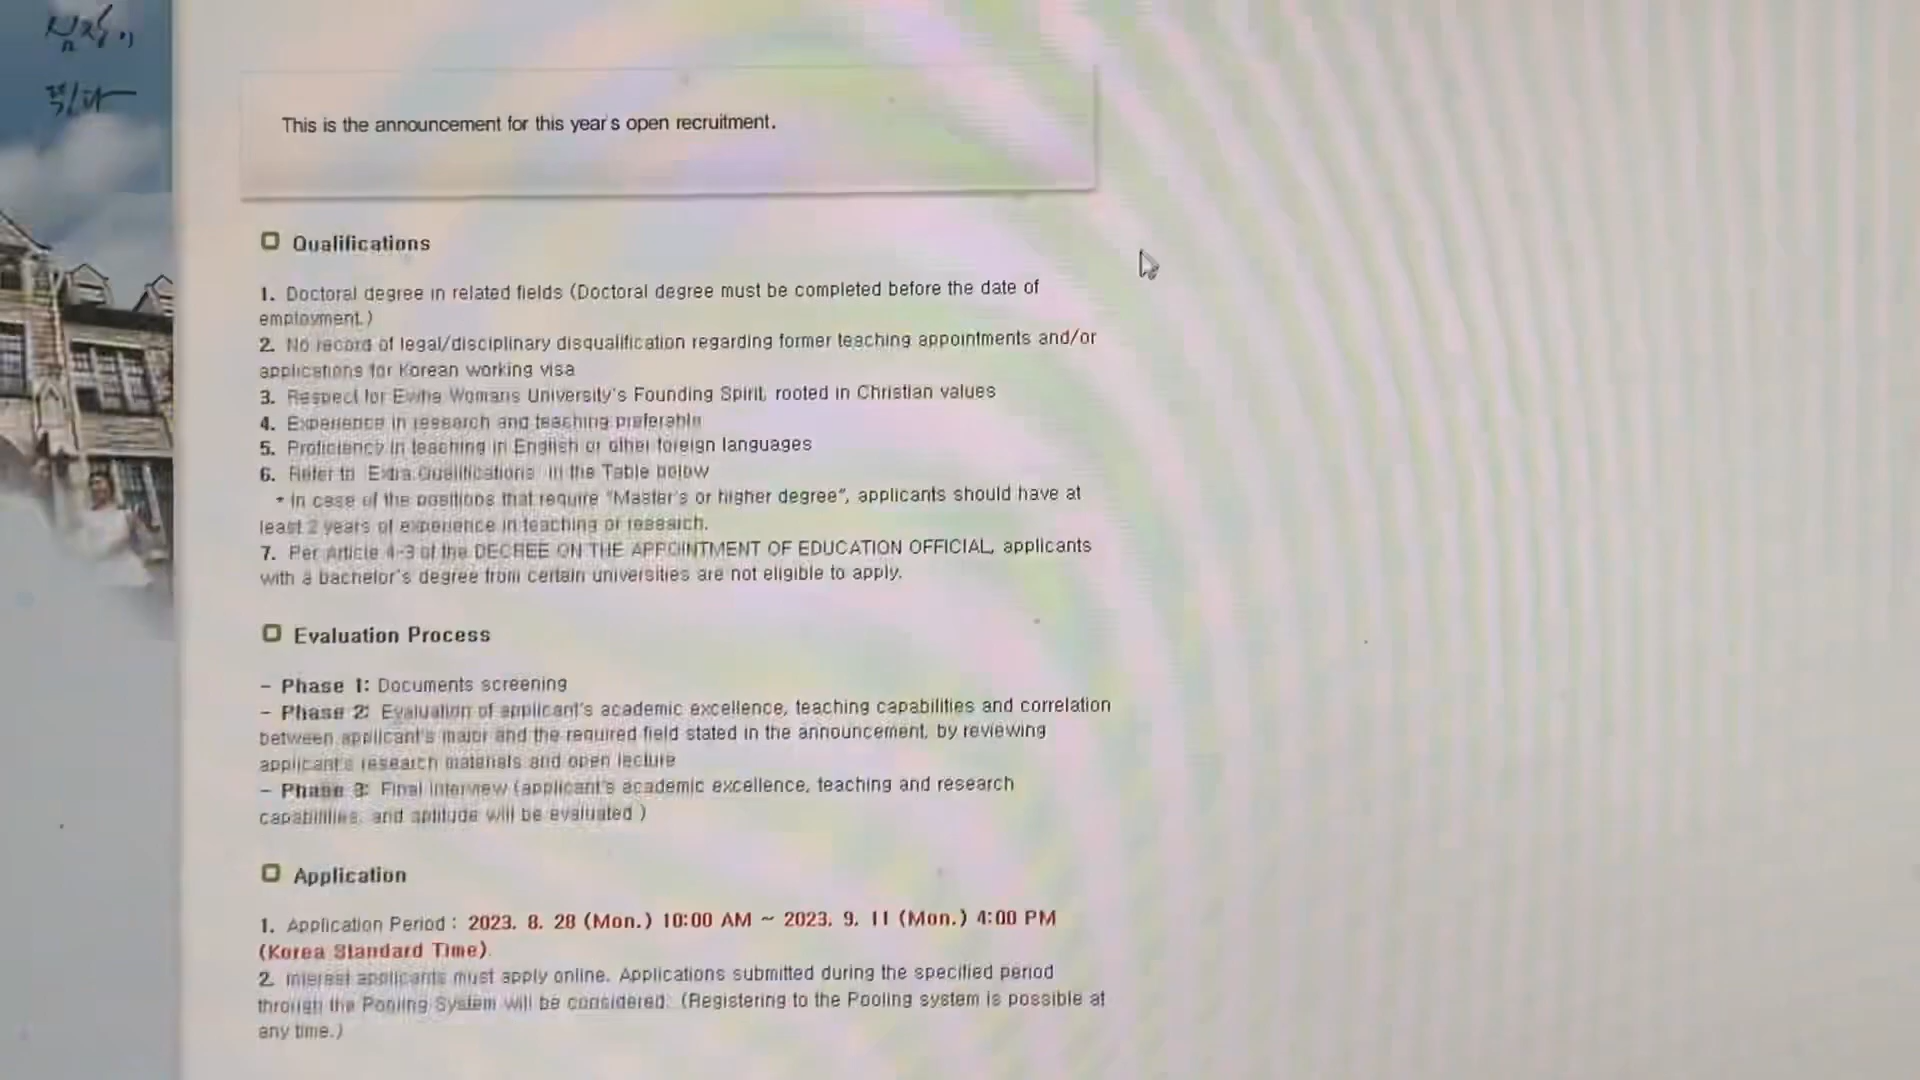 심장이
뛴다
This is the announcement for this year's open recruitment.
Qualifications
1. Doctoral degree in related fields (Doctoral degree must be completed before the date of
employment.)
2. No record of legal/disciplinary disqualification regarding former teaching appointments and/or
applications for Korean working visa
3. Respect for Ewha Womans University's Founding Spirit, rooted in Christian values
4. Experience in research and teaching preferable
5. Proficiency in teaching in English or other foreign languages
6. Refer to 'Extra Qualifications' in the Table below
* In case of the positions that require "Master's or higher degree", applicants should have at
least 2 years of experience in teaching or research.
7. Per Article 4-3 of the DECREE ON THE APPOINTMENT OF EDUCATION OFFICIAL, applicants
with a bachelor's degree from certain universities are not eligible to apply.
Evaluation Process
- Phase 1: Documents screening
- Phase 2: Evaluation of applicant's academic excellence, teaching capabilities and correlation
between applicant's major and the required field stated in the announcement, by reviewing
applicant's research materials and open lecture
- Phase 3: Final interview (applicant's academic excellence, teaching and research
capabilities, and aptitude will be evaluated.)
Application
1. Application Period : 2023. 8. 28 (Mon.) 10:00 AM ~ 2023. 9. 11 (Mon.) 4:00 PM
(Korea Standard Time).
2. Interest applicants must apply online. Applications submitted during the specified period
through the Pooling System will be considered. (Registering to the Pooling system is possible at
any time.)